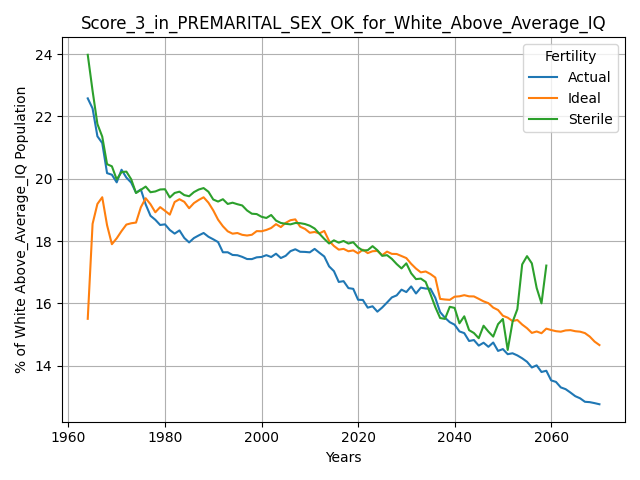 Score_3_in_PREMARITAL_SEX_OK_for_White_Above_Average_IQ
% of White Above_Average_IQ Population
24
22
20
18
16
14
Fertility
Actual
Ideal
Sterile
1960
1980
2000
2020
2040
2060
Years